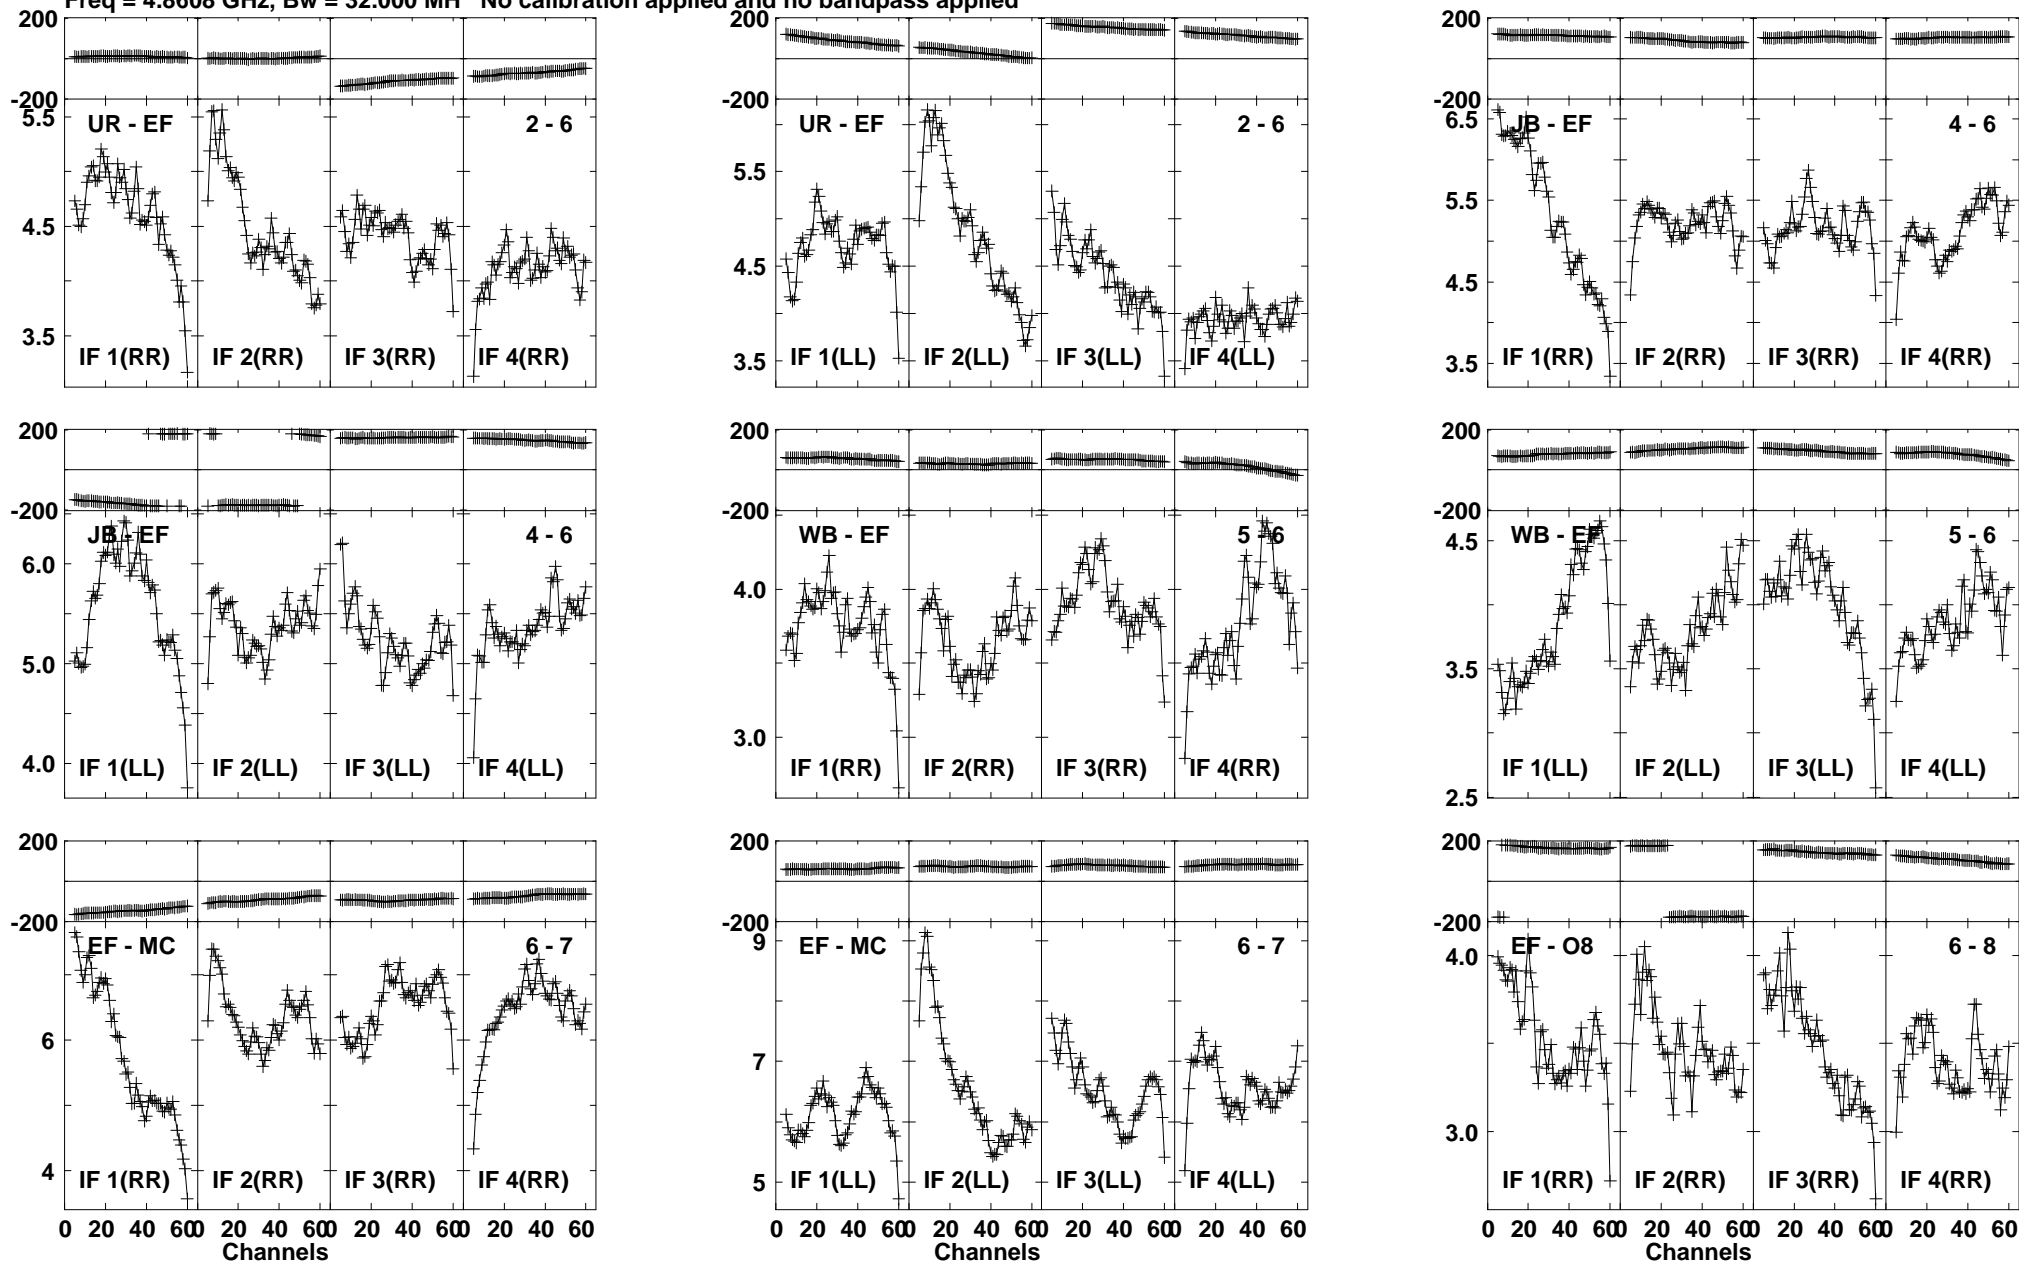 Freq = 4.8608 GHz, Bw = 32.000 MH No calibration applied and no bandpass applied
200 200 200
-200 -200 -200
UR - EF 2 - 6 UR - EF 2 - 6 JB - EF 4 - 6
5.5 5.5 6.5
4.5 4.5 5.5
4.5
3.5 3.5 3.5
IF 1(RR) IF 2(RR) IF 3(RR) IF 4(RR) IF 1(LL) IF 2(LL) IF 3(LL) IF 4(LL) IF 1(RR) IF 2(RR) IF 3(RR) IF 4(RR)
200 200 200
-200 -200 -200
JB - EF 4 - 6 WB - EF 5 - 6 WB - EF 5 - 6
6.0 4.0 4.5
5.0 3.0 3.5
4.0 2.5
IF 1(LL) IF 2(LL) IF 3(LL) IF 4(LL) IF 1(RR) IF 2(RR) IF 3(RR) IF 4(RR) IF 1(LL) IF 2(LL) IF 3(LL) IF 4(LL)
200 200 200
-200 -200 -200
EF - MC 6 - 7 EF - MC 6 - 7 EF - O8 6 - 8
9 4.0
6 7
4 5 3.0
IF 1(RR) IF 2(RR) IF 3(RR) IF 4(RR) IF 1(LL) IF 2(LL) IF 3(LL) IF 4(LL) IF 1(RR) IF 2(RR) IF 3(RR) IF 4(RR)
0 20 40 60 20 40 60 0 20 40 60 0 20 40 60 0 20 40 60 0 20 40 60 0 20 40 60 0 20 40 60 0 20 40 60 0 20 40 60 0 20 40 60 0 20 40 60
Channels Channels Channels